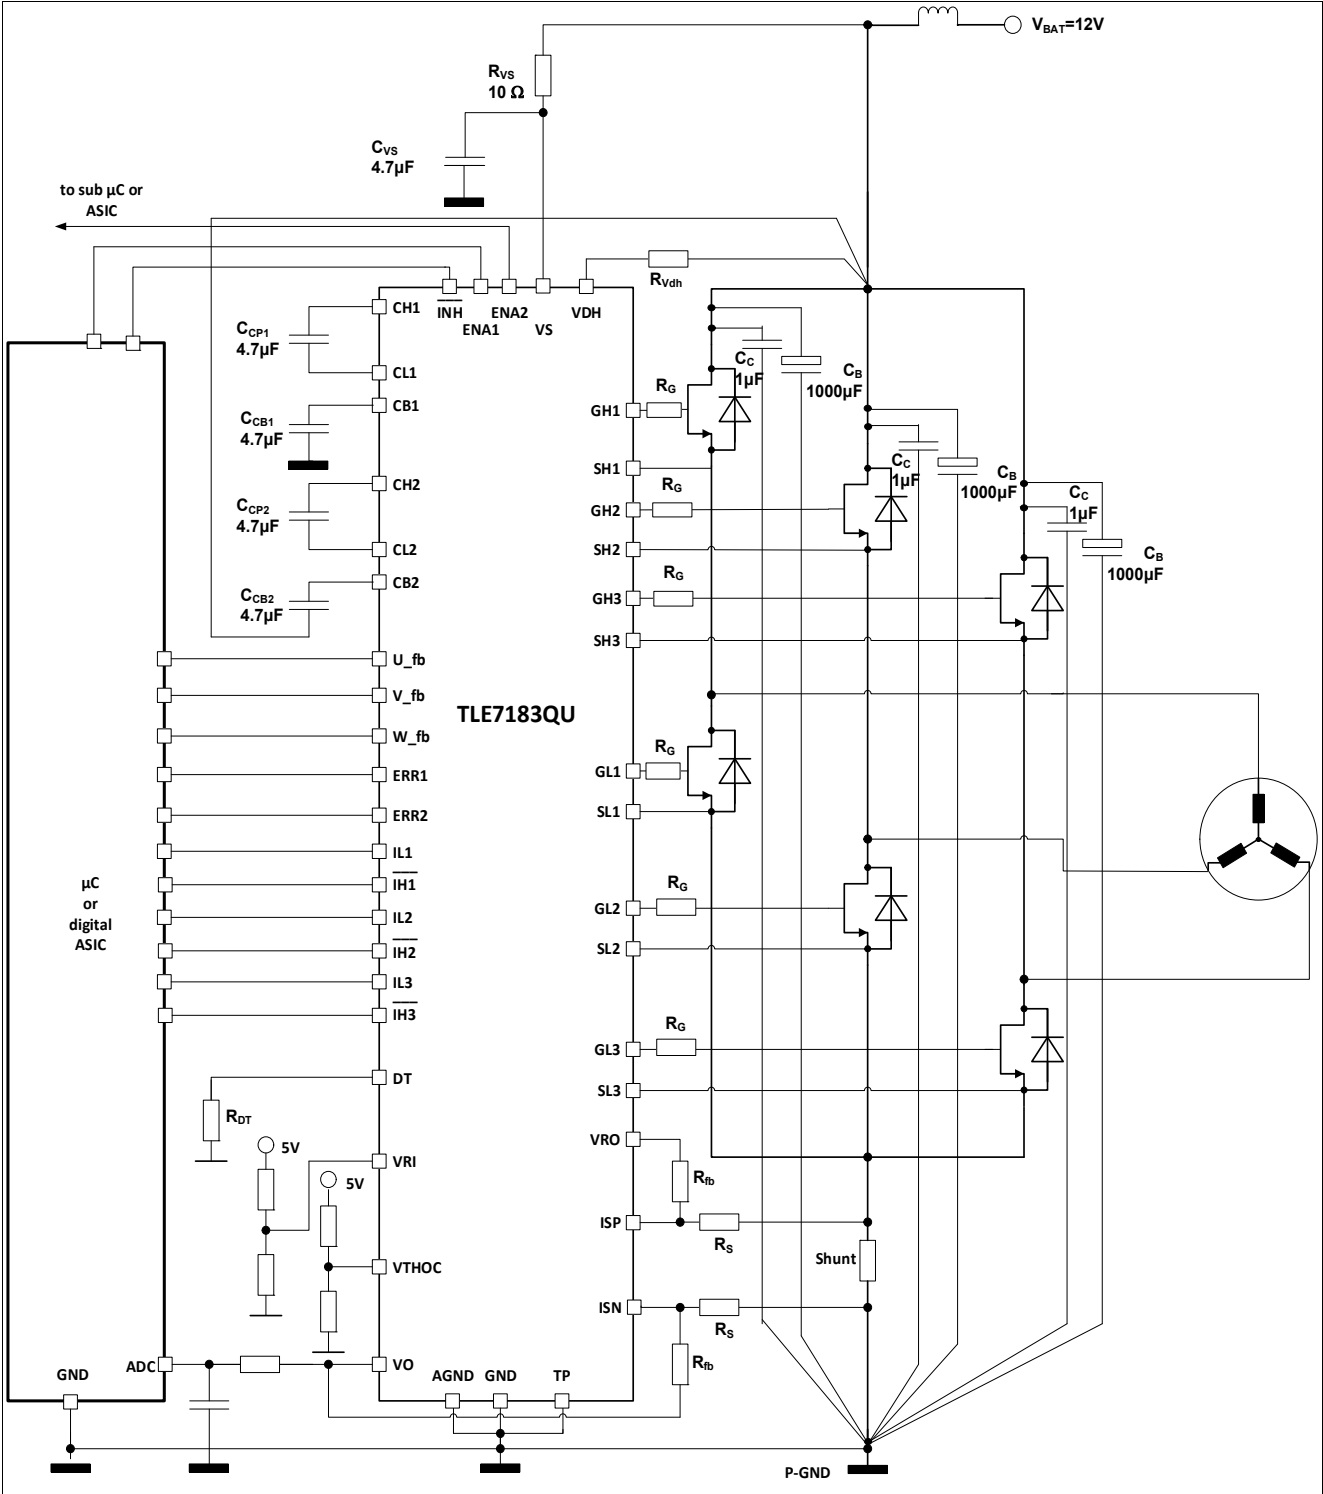 V_BAT=12V
R_VS
10 Ω
C_VS
4.7µF
to sub µC or
ASIC
R_Vdh
INH
ENA1
ENA2
VS
VDH
CH1
C_CP1
4.7µF
CL1
CB1
C_CB1
4.7µF
CH2
C_CP2
4.7µF
CL2
CB2
C_CB2
4.7µF
U_fb
V_fb
W_fb
ERR1
ERR2
IL1
IH1
IL2
IH2
IL3
IH3
DT
R_DT
5V
VRI
5V
VTHOC
VO
ADC
GND
µC
or
digital
ASIC
TLE7183QU
AGND
GND
TP
GH1
R_G
SH1
GH2
R_G
SH2
GH3
R_G
SH3
GL1
R_G
SL1
GL2
R_G
SL2
GL3
R_G
SL3
VRO
R_fb
ISP
R_S
Shunt
ISN
R_S
R_fb
C_C
1µF
C_B
1000µF
C_C
1µF
C_B
1000µF
C_C
1µF
C_B
1000µF
P-GND